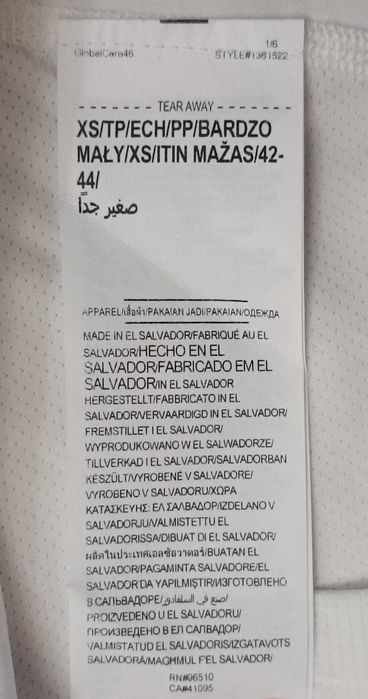 1/6
GlobalCare46 STYLE#1361522
TEAR AWAY
XS/TP/ECH/PP/BARDZO
MAŁY/XS/ITIN MAŽAS/42-
44/
صغير جداً
APPAREL/เสื้อผ้า/PAKAIAN JADI/PAKAIAN/ОДЕЖДА
MADE IN EL SALVADOR/FABRIQUÉ AU EL
SALVADOR/HECHO EN EL
SALVADOR/FABRICADO EM EL
SALVADOR/IN EL SALVADOR
HERGESTELLT/FABBRICATO IN EL
SALVADOR/VERVAARDIGD IN EL SALVADOR/
FREMSTILLET I EL SALVADOR/
WYPRODUKOWANO W EL SALWADORZE/
TILLVERKAD I EL SALVADOR/SALVADORBAN
KÉSZÜLT/VYROBENÉ V SALVADORE/
VYROBENO V SALVADORU/ΧΩΡΑ
ΚΑΤΑΣΚΕΥΗΣ: ΕΛ ΣΑΛΒΑΔΟΡ/IZDELANO V
SALVADORJU/VALMISTETTU EL
SALVADORISSA/DIBUAT DI EL SALVADOR/
ผลิตในประเทศเอลซัลวาดอร์/BUATAN EL
SALVADOR/PAGAMINTA SALVADORE/EL
SALVADOR'DA YAPILMIŞTIR/ИЗГОТОВЛЕНО
В САЛЬВАДОРЕ/صنع في السلفادور/
PROIZVEDENO U EL SALVADORU/
ПРОИЗВЕДЕНО В ЕЛ САЛВАДОР/
VALMISTATUD EL SALVADORIS/IZGATAVOTS
SALVADORĀ/MAGHMUL F'EL SALVADOR/
RN#96510
CA#41095